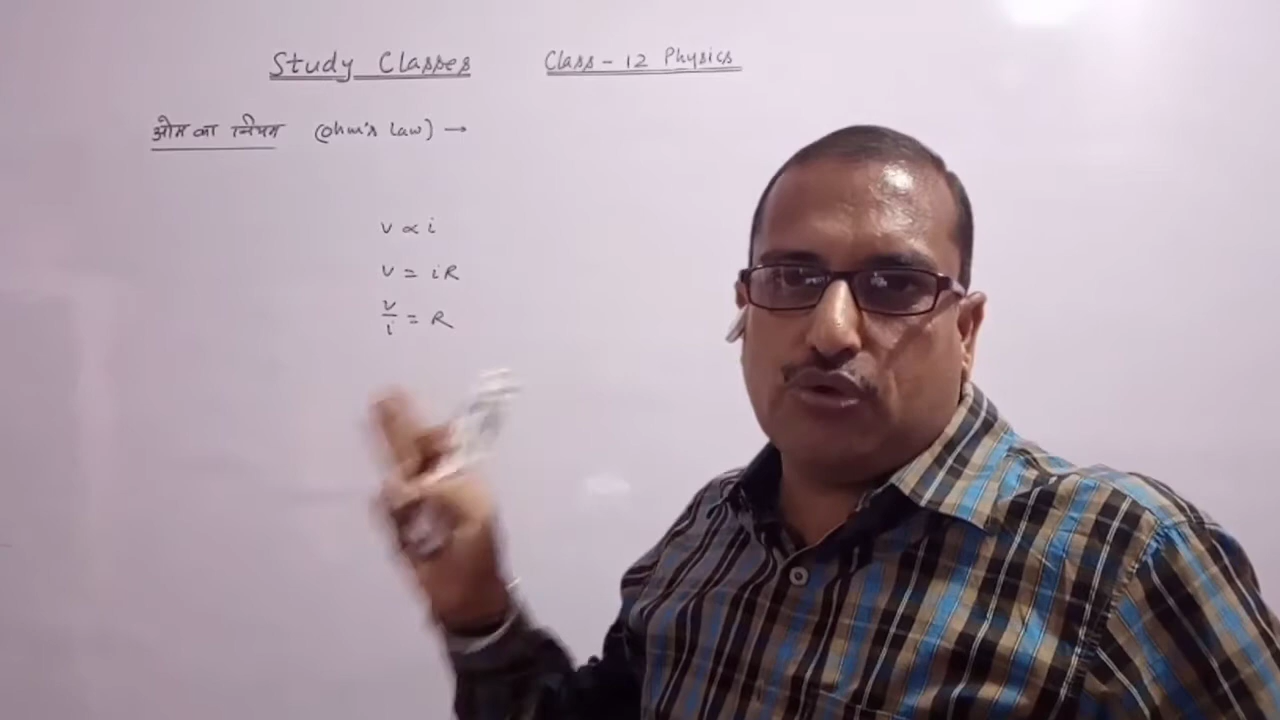 Study Classes Class - 12 Physics
ओम का नियम (Ohm's Law) →
V ∝ i
V = iR
V/i = R